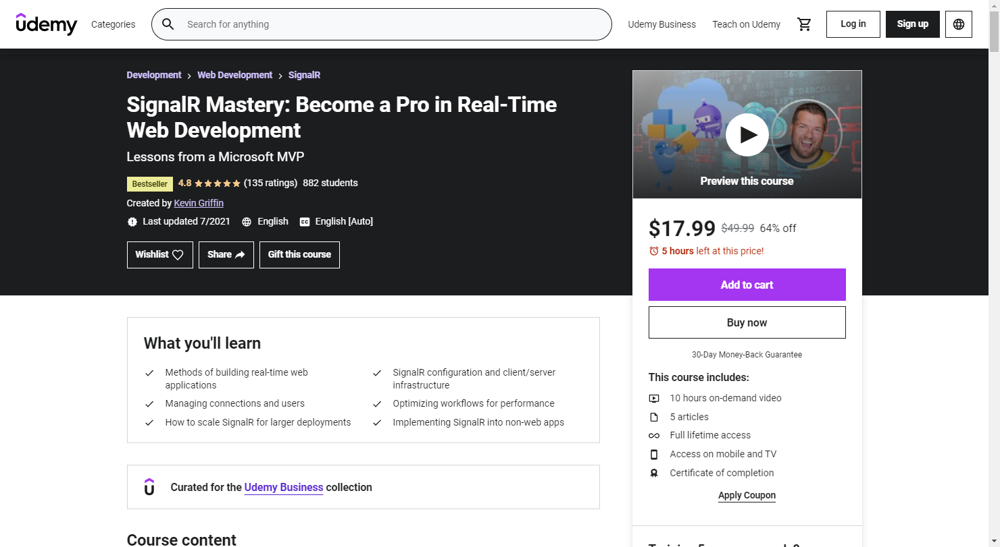 udemy
Categories
Search for anything
Udemy Business
Teach on Udemy
Log in
Sign up
Development > Web Development > SignalR
SignalR Mastery: Become a Pro in Real-Time
Web Development
Lessons from a Microsoft MVP
Bestseller 4.8 (135 ratings) 882 students
Created by Kevin Griffin
Last updated 7/2021 English English [Auto]
Wishlist
Share
Gift this course
Preview this course
$17.99 $49.99 64% off
5 hours left at this price!
Add to cart
Buy now
30-Day Money-Back Guarantee
This course includes:
10 hours on-demand video
5 articles
Full lifetime access
Access on mobile and TV
Certificate of completion
Apply Coupon
What you'll learn
Methods of building real-time web
applications
SignalR configuration and client/server
infrastructure
Managing connections and users
Optimizing workflows for performance
How to scale SignalR for larger deployments
Implementing SignalR into non-web apps
Curated for the Udemy Business collection
Course content